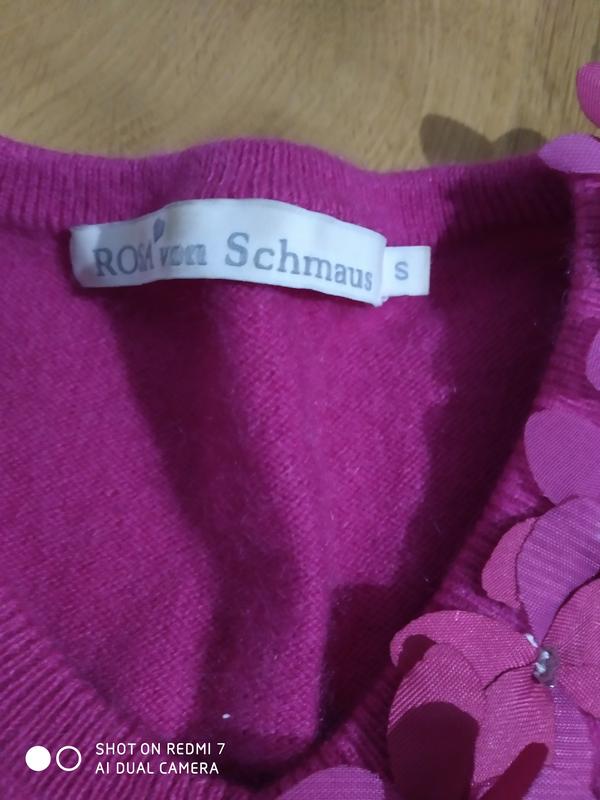 ROSA von Schmaus
S
SHOT ON REDMI 7
AI DUAL CAMERA